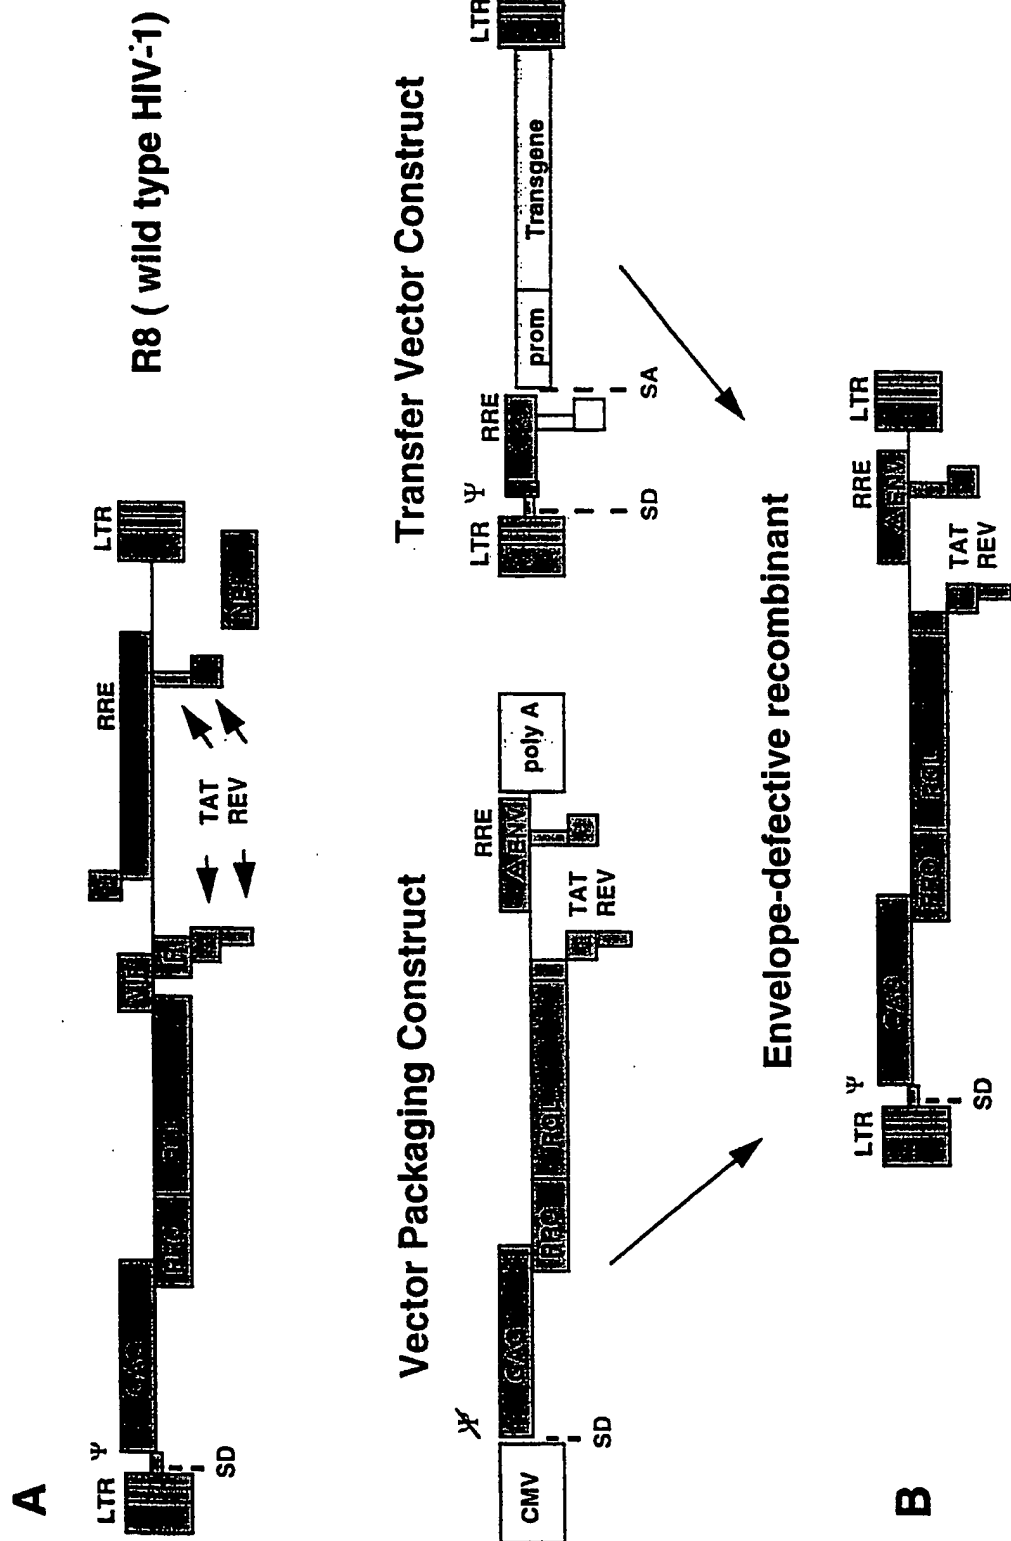 A
R8 ( wild type HIV-1)
LTR
Ψ
SD
GAG
PRO
POL
TAT
REV
RRE
LTR
Vector Packaging Construct
CMV
Ψ
SD
GAG
PRO
POL
TAT
REV
RRE
ΔENV
poly A
Transfer Vector Construct
LTR
Ψ
SD
RRE
SA
prom
Transgene
LTR
B
Envelope-defective recombinant
LTR
Ψ
SD
GAG
PRO
POL
TAT
REV
RRE
ΔENV
LTR